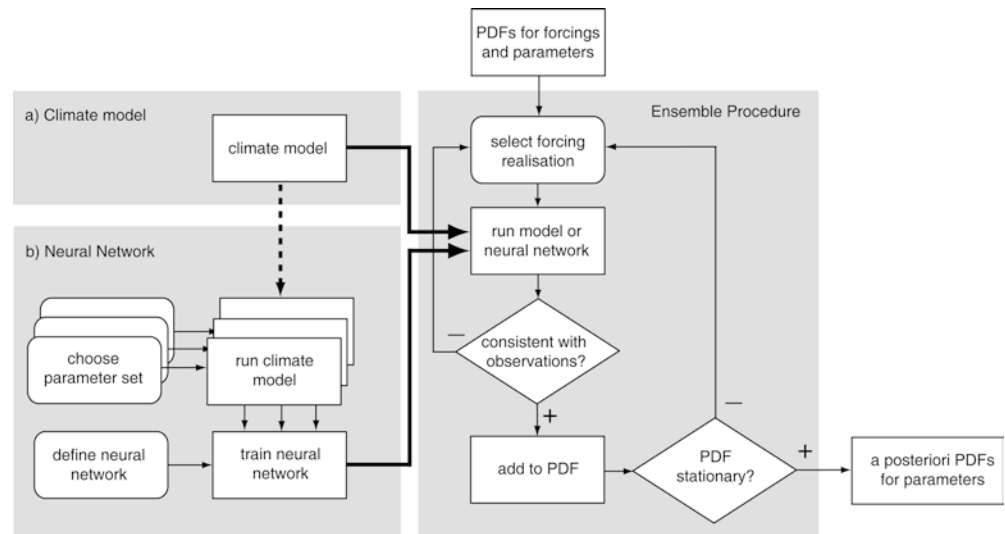 PDFs for forcings
and parameters
a) Climate model
climate model
Ensemble Procedure
select forcing
realisation
run model or
neural network
b) Neural Network
choose
parameter set
run climate
model
−
consistent with
observations?
+
−
define neural
network
train neural
network
add to PDF
PDF
stationary?
+
a posteriori PDFs
for parameters